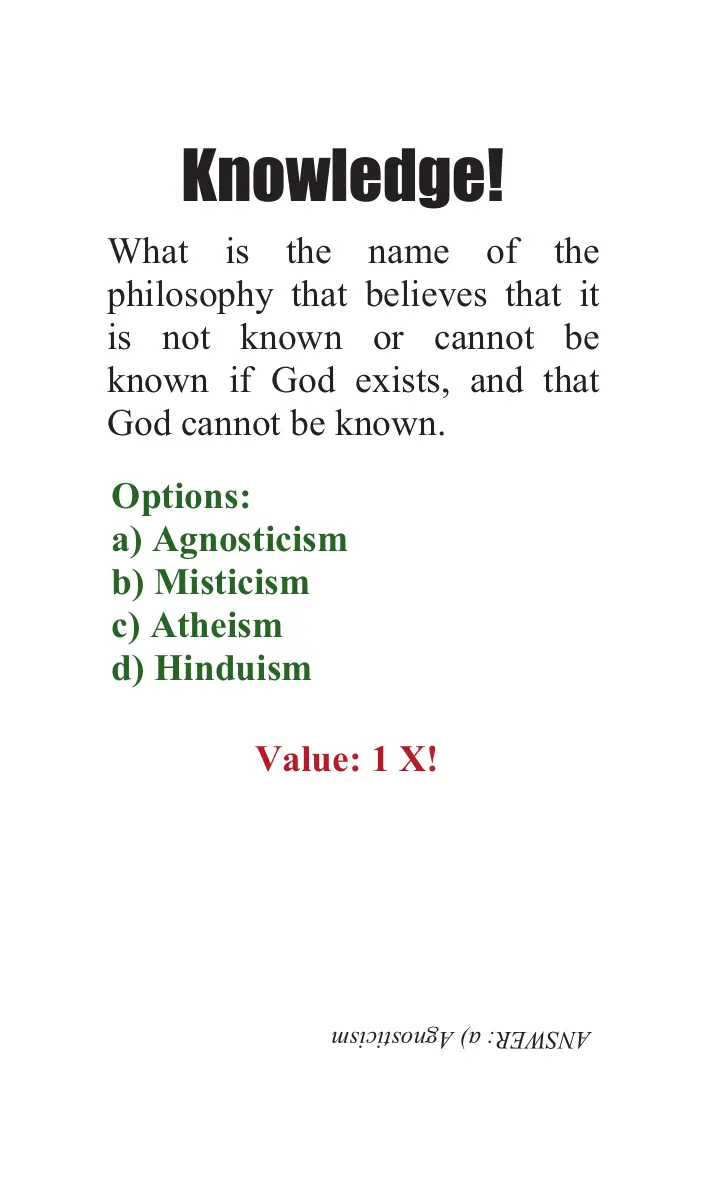 Knowledge!
What is the name of the
philosophy that believes that it
is not known or cannot be
known if God exists, and that
God cannot be known.
Options:
a) Agnosticism
b) Misticism
c) Atheism
d) Hinduism
Value: 1 X!
ANSWER: a) Agnosticism